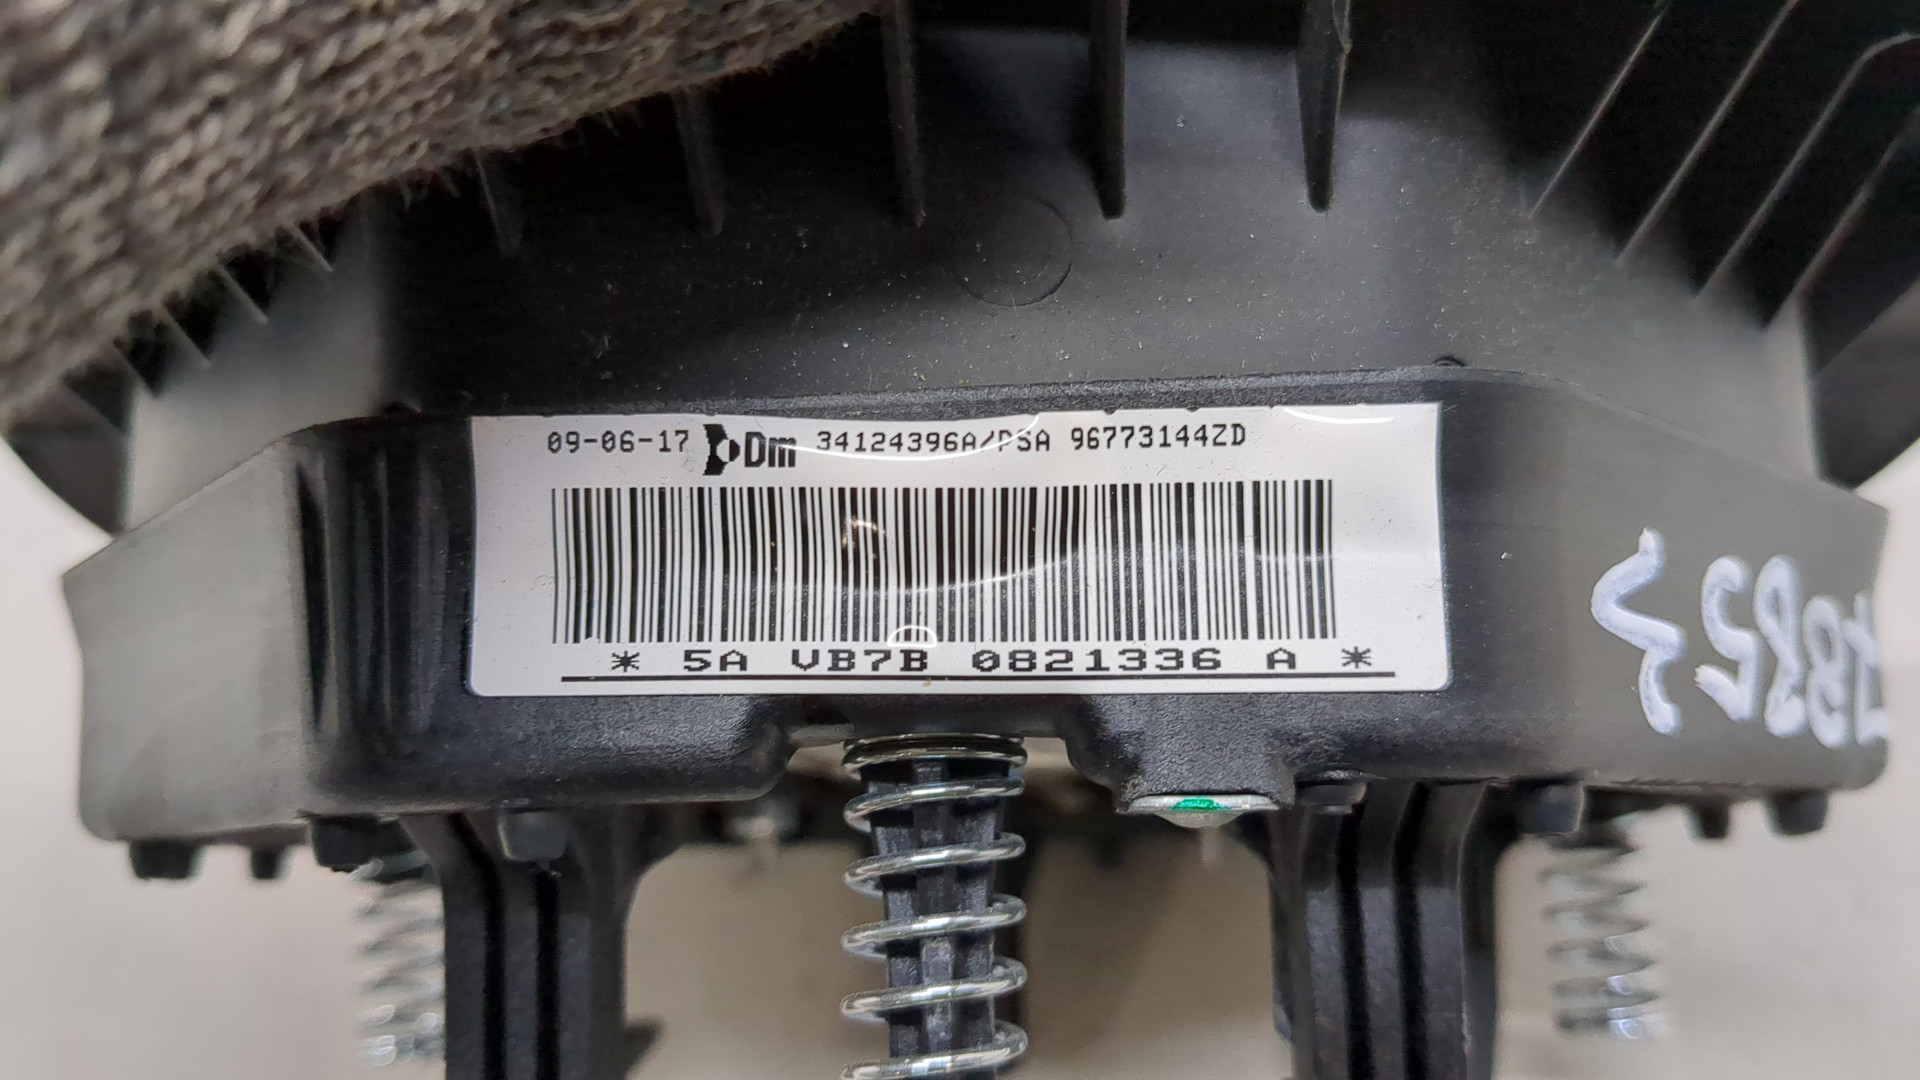 09-06-17 Dm 34124396A/PSA 96773144ZD
* 5A VB7B 0821336 A *